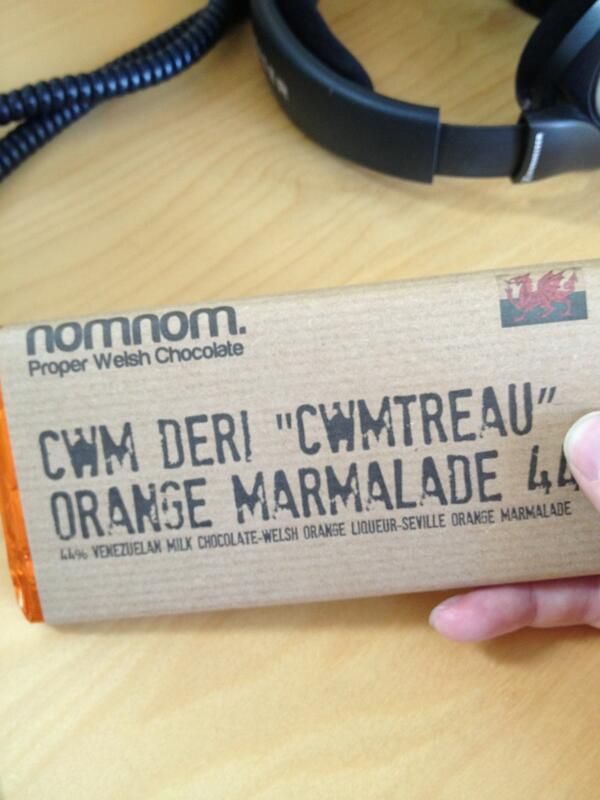 nomnom.
Proper Welsh Chocolate
CWM DERI "CWMTREAU"
ORANGE MARMALADE 44
44% VENEZUELAN MILK CHOCOLATE-WELSH ORANGE LIQUEUR-SEVILLE ORANGE MARMALADE